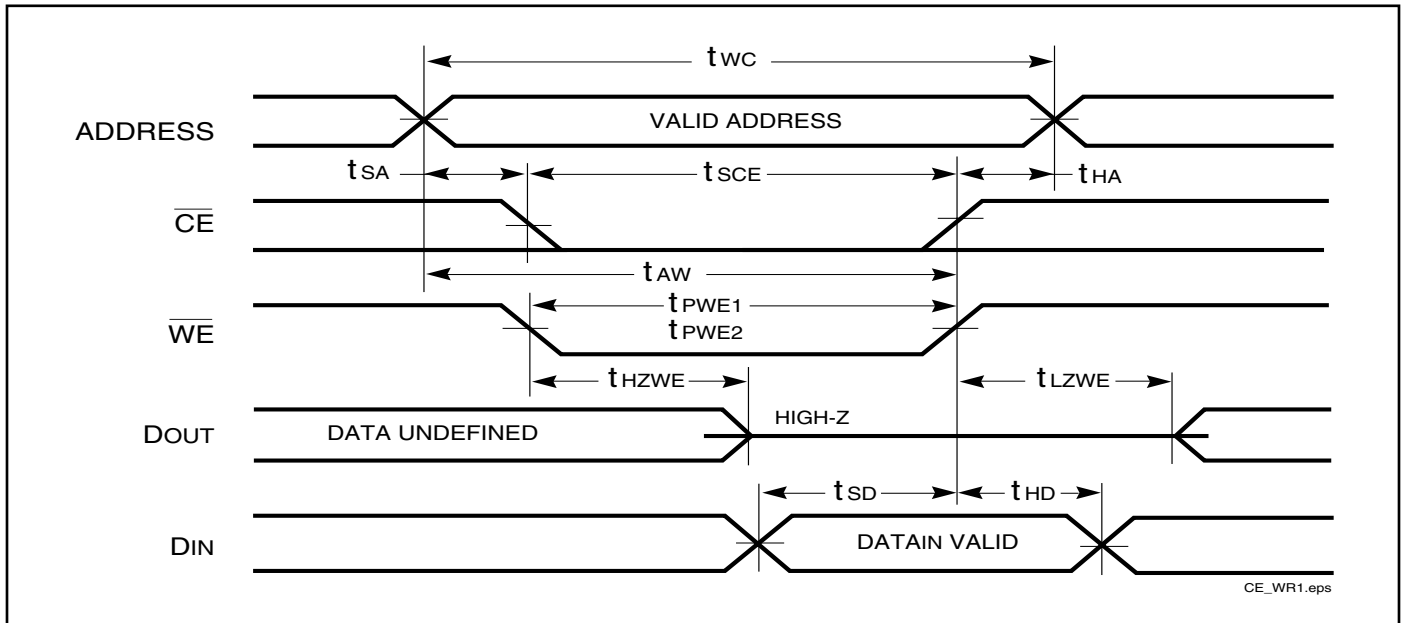 tWC
ADDRESS
VALID ADDRESS
tSA
tSCE
tHA
CE
tAW
tPWE1
WE
tPWE2
tHZWE
tLZWE
HIGH-Z
DOUT
DATA UNDEFINED
tSD
tHD
DIN
DATAIN VALID
CE_WR1.eps